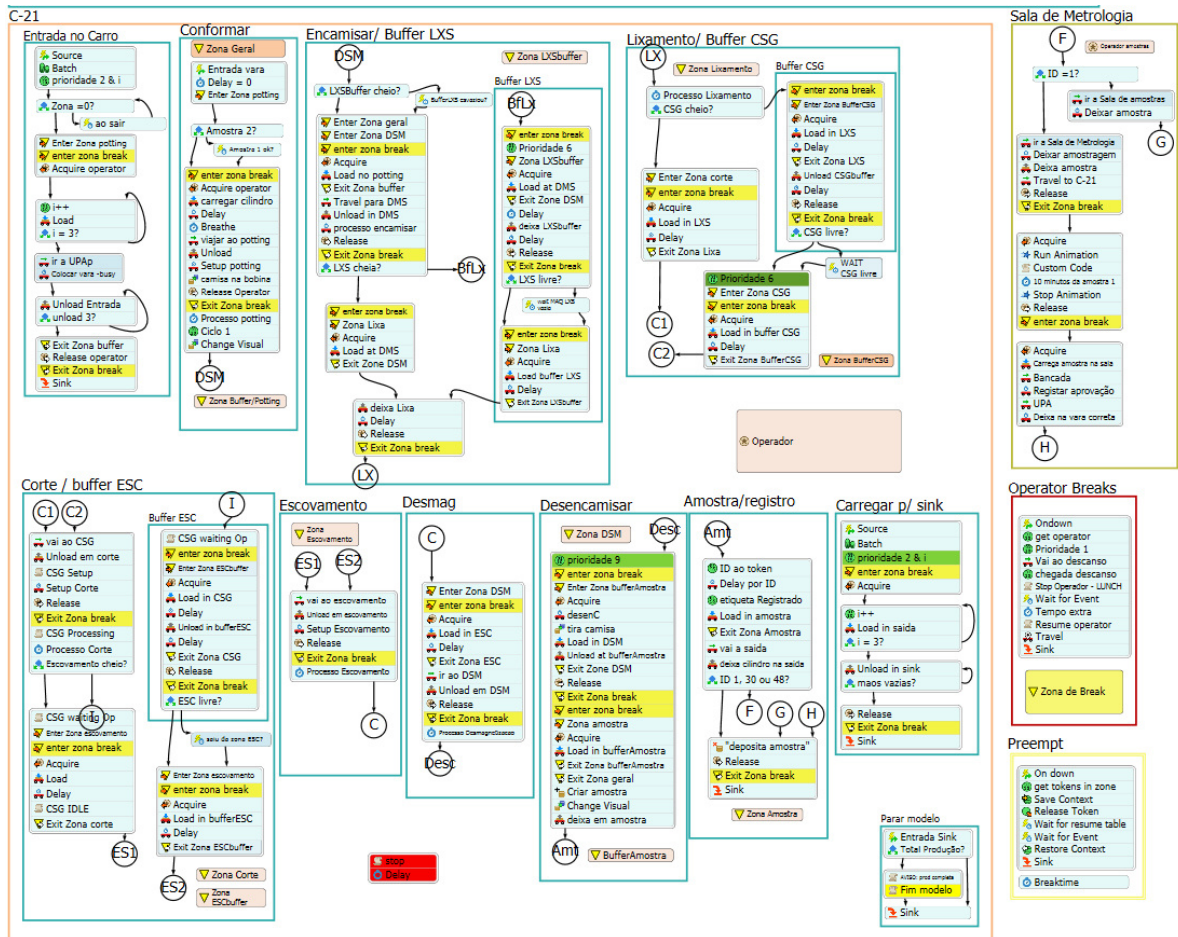 C-21
Entrada no Carro
Source
Batch
prioridade 2 & i
Zona =0?
ao sair
Enter Zona potting
enter zona break
Acquire operator
i++
Load
i = 3?
ir a UPAp
Colocar vara -busy
Unload Entrada
unload 3?
Exit Zona buffer
Release operator
Exit Zona break
Sink
Conformar
Zona Geral
Entrada vara
Delay = 0
Enter Zona potting
Amostra 2?
Amostra 1 ok?
enter zona break
Acquire operator
carregar cilindro
Delay
Breathe
viajar ao potting
Unload
Setup potting
camisa na bobina
Release Operator
Exit Zona break
Processo potting
Ciclo 1
Change Visual
DSM
Zona Buffer/Potting
Encamisar/ Buffer LXS
DSM
Zona LXSbuffer
LXSBuffer cheio?
Enter Zona geral
Enter Zona DSM
enter zona break
Acquire
Load no potting
Exit Zona buffer
Travel para DMS
Unload in DMS
processo encamisar
Release
Exit Zona break
LXS cheia?
BfLx
enter zona break
Zona Lixa
Acquire
Load at DMS
Exit Zone DSM
deixa Lixa
Delay
Release
Exit Zona break
LX
Buffer LXS
BfLx
enter zona break
Prioridade 6
Zona LXSbuffer
Acquire
Load at DMS
Exit Zone DSM
Delay
deixa LXSbuffer
Delay
Release
Exit Zona break
LXS livre?
wait MAQ LXS
vazia
enter zona break
Zona Lixa
Acquire
Load buffer LXS
Delay
Exit Zona LXSbuffer
Lixamento/ Buffer CSG
LX
Zona Lixamento
Processo Lixamento
CSG cheio?
Enter Zona corte
enter zona break
Acquire
Load in LXS
Delay
Exit Zona Lixa
C1
C2
Buffer CSG
enter zona break
Enter Zona BufferCSG
Acquire
Load in LXS
Delay
Exit Zona LXS
Unload CSGbuffer
Delay
Release
Exit Zona break
CSG livre?
WAIT
CSG livre
Prioridade 6
Enter Zona CSG
enter zona break
Acquire
Load in buffer CSG
Delay
Exit Zona BufferCSG
Zona BufferCSG
Operador
Sala de Metrologia
F
Operador amostras
ID =1?
ir a Sala de amostras
Deixar amostra
G
ir a Sala de Metrologia
Deixar amostragem
Deixa amostra
Travel to C-21
Release
Exit Zona break
Acquire
Run Animation
Custom Code
10 minutos da amostra 1
Stop Animation
Release
enter zona break
Acquire
Carrega amostra na sala
Bancada
Registar aprovação
UPA
Deixa na vara correta
H
Corte / buffer ESC
C1
C2
vai ao CSG
Unload em corte
CSG Setup
Setup Corte
Release
Exit Zona break
CSG Processing
Processo Corte
Escovamento cheio?
I
CSG waiting Op
Enter Zona escovamento
enter zona break
Acquire
Load
Delay
CSG IDLE
Exit Zona corte
ES1
I
Buffer ESC
CSG waiting Op
enter zona break
Enter Zona ESCbuffer
Acquire
Load in CSG
Delay
Unload in bufferESC
Delay
Exit Zona CSG
Release
Exit Zona break
ESC livre?
saiu da zona ESC?
Enter Zona escovamento
enter zona break
Acquire
Load in bufferESC
Delay
Exit Zona ESCbuffer
ES2
Zona Corte
Zona
ESCbuffer
Escovamento
Zona
Escovamento
ES1
ES2
vai ao escovamento
Unload em escovamento
Setup Escovamento
Release
Exit Zona break
Processo Escovamento
C
stop
Delay
Desmag
C
Enter Zona DSM
enter zona break
Acquire
Load in ESC
Delay
Exit Zona ESC
ir ao DSM
Unload em DSM
Release
Exit Zona break
Desc
Desencamisar
Zona DSM
Desc
prioridade 9
enter zona break
Enter Zona bufferAmostra
Acquire
desenC
tira camisa
Load in DSM
Unload at bufferAmostra
Exit Zone DSM
Release
Exit Zona break
enter zona break
Zona amostra
Acquire
Load in bufferAmostra
Exit Zona bufferAmostra
Exit Zona geral
Criar amostra
Change Visual
deixa em amostra
Amt
BufferAmostra
Amostra/registro
Amt
ID ao token
Delay por ID
etiqueta Registrado
Load in amostra
Exit Zona Amostra
vai a saida
deixa cilindro na saida
ID 1, 30 ou 48?
F
G
H
"deposita amostra"
Release
Exit Zona break
Sink
Zona Amostra
Carregar p/ sink
Source
Batch
prioridade 2 & i
enter zona break
Acquire
i++
Load in saida
i = 3?
Unload in sink
maos vazias?
Release
Exit Zona break
Sink
Parar modelo
Entrada Sink
Total Produção?
AVISO: prod completa
Fim modelo
Sink
Operator Breaks
Ondown
get operator
Prioridade 1
Vai ao descanso
chegada descanso
Stop Operador - LUNCH
Wait for Event
Tempo extra
Resume operator
Travel
Sink
Zona de Break
Preempt
On down
get tokens in zone
Save Context
Release Token
Wait for resume table
Wait for Event
Restore Context
Sink
Breaktime